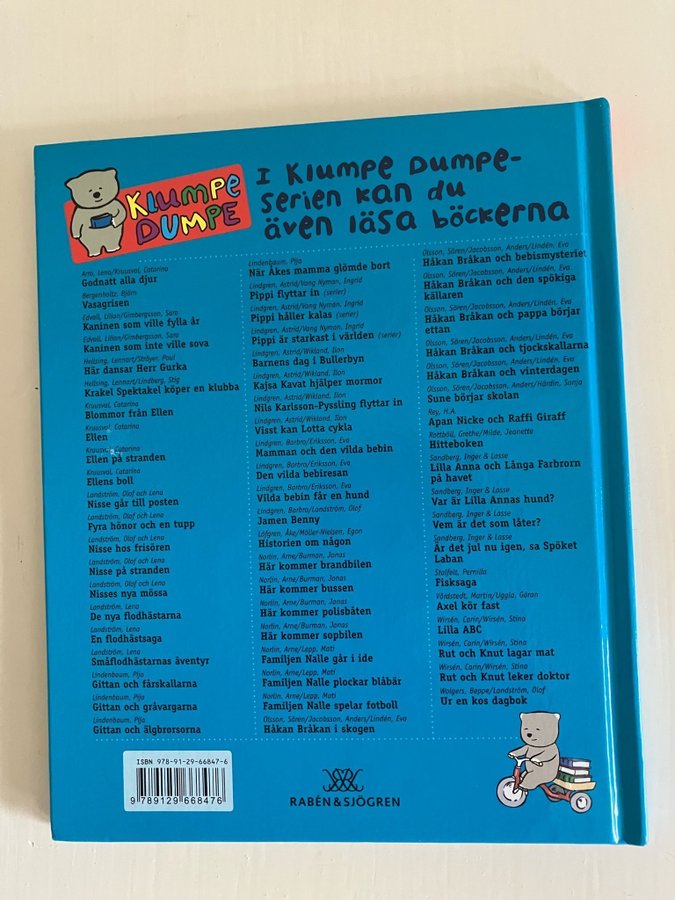 Klumpe
Dumpe
I Klumpe Dumpe-
serien kan du
även läsa böckerna
Arro, Lena/Kruusval, Catarina
Godnatt alla djur
Bergenholtz, Björn
Vasagrisen
Edvall, Lilian/Gimbergsson, Sara
Kaninen som ville fylla år
Edvall, Lilian/Gimbergsson, Sara
Kaninen som inte ville sova
Hellsing, Lennart/Ströyer, Poul
Här dansar Herr Gurka
Hellsing, Lennart/Lindberg, Stig
Krakel Spektakel köper en klubba
Kruusval, Catarina
Blommor från Ellen
Kruusval, Catarina
Ellen
Kruusval, Catarina
Ellen på stranden
Kruusval, Catarina
Ellens boll
Landström, Olof och Lena
Nisse går till posten
Landström, Olof och Lena
Fyra hönor och en tupp
Landström, Olof och Lena
Nisse hos frisören
Landström, Olof och Lena
Nisse på stranden
Landström, Olof och Lena
Nisses nya mössa
Landström, Lena
De nya flodhästarna
Landström, Lena
En flodhästsaga
Landström, Lena
Småflodhästarnas äventyr
Lindenbaum, Pija
Gittan och fårskallarna
Lindenbaum, Pija
Gittan och gråvargarna
Lindenbaum, Pija
Gittan och älgbrorsorna
Lindenbaum, Pija
När Åkes mamma glömde bort
Lindgren, Astrid/Vang Nyman, Ingrid
Pippi flyttar in (serier)
Lindgren, Astrid/Vang Nyman, Ingrid
Pippi håller kalas (serier)
Lindgren, Astrid/Vang Nyman, Ingrid
Pippi är starkast i världen (serier)
Lindgren, Astrid/Wikland, Ilon
Barnens dag i Bullerbyn
Lindgren, Astrid/Wikland, Ilon
Kajsa Kavat hjälper mormor
Lindgren, Astrid/Wikland, Ilon
Nils Karlsson-Pyssling flyttar in
Lindgren, Astrid/Wikland, Ilon
Visst kan Lotta cykla
Lindgren, Barbro/Eriksson, Eva
Mamman och den vilda bebin
Lindgren, Barbro/Eriksson, Eva
Den vilda bebiresan
Lindgren, Barbro/Eriksson, Eva
Vilda bebin får en hund
Lindgren, Barbro/Landström, Olof
Jamen Benny
Löfgren, Åke/Möller-Nielsen, Egon
Historien om någon
Norlin, Arne/Burman, Jonas
Här kommer brandbilen
Norlin, Arne/Burman, Jonas
Här kommer bussen
Norlin, Arne/Burman, Jonas
Här kommer polisbåten
Norlin, Arne/Burman, Jonas
Här kommer sopbilen
Norlin, Arne/Lepp, Mati
Familjen Nalle går i ide
Norlin, Arne/Lepp, Mati
Familjen Nalle plockar blåbär
Norlin, Arne/Lepp, Mati
Familjen Nalle spelar fotboll
Olsson, Sören/Jacobsson, Anders/Lindén, Eva
Håkan Bråkan i skogen
Olsson, Sören/Jacobsson, Anders/Lindén, Eva
Håkan Bråkan och bebismysteriet
Olsson, Sören/Jacobsson, Anders/Lindén, Eva
Håkan Bråkan och den spökiga
källaren
Olsson, Sören/Jacobsson, Anders/Lindén, Eva
Håkan Bråkan och pappa börjar
ettan
Olsson, Sören/Jacobsson, Anders/Lindén, Eva
Håkan Bråkan och tjockskallarna
Olsson, Sören/Jacobsson, Anders/Lindén, Eva
Håkan Bråkan och vinterdagen
Olsson, Sören/Jacobsson, Anders/Härdin, Sonja
Sune börjar skolan
Rey, H.A.
Apan Nicke och Raffi Giraff
Rottböll, Grethe/Milde, Jeanette
Hitteboken
Sandberg, Inger & Lasse
Lilla Anna och Långa Farbrorn
på havet
Sandberg, Inger & Lasse
Var är Lilla Annas hund?
Sandberg, Inger & Lasse
Vem är det som låter?
Sandberg, Inger & Lasse
Är det jul nu igen, sa Spöket
Laban
Stalfelt, Pernilla
Fisksaga
Vårdstedt, Martin/Uggla, Göran
Axel kör fast
Wirsén, Carin/Wirsén, Stina
Lilla ABC
Wirsén, Carin/Wirsén, Stina
Rut och Knut lagar mat
Wirsén, Carin/Wirsén, Stina
Rut och Knut leker doktor
Wolgers, Beppe/Landström, Olof
Ur en kos dagbok
ISBN 978-91-29-66847-6
9 789129 668476
RABÉN & SJÖGREN